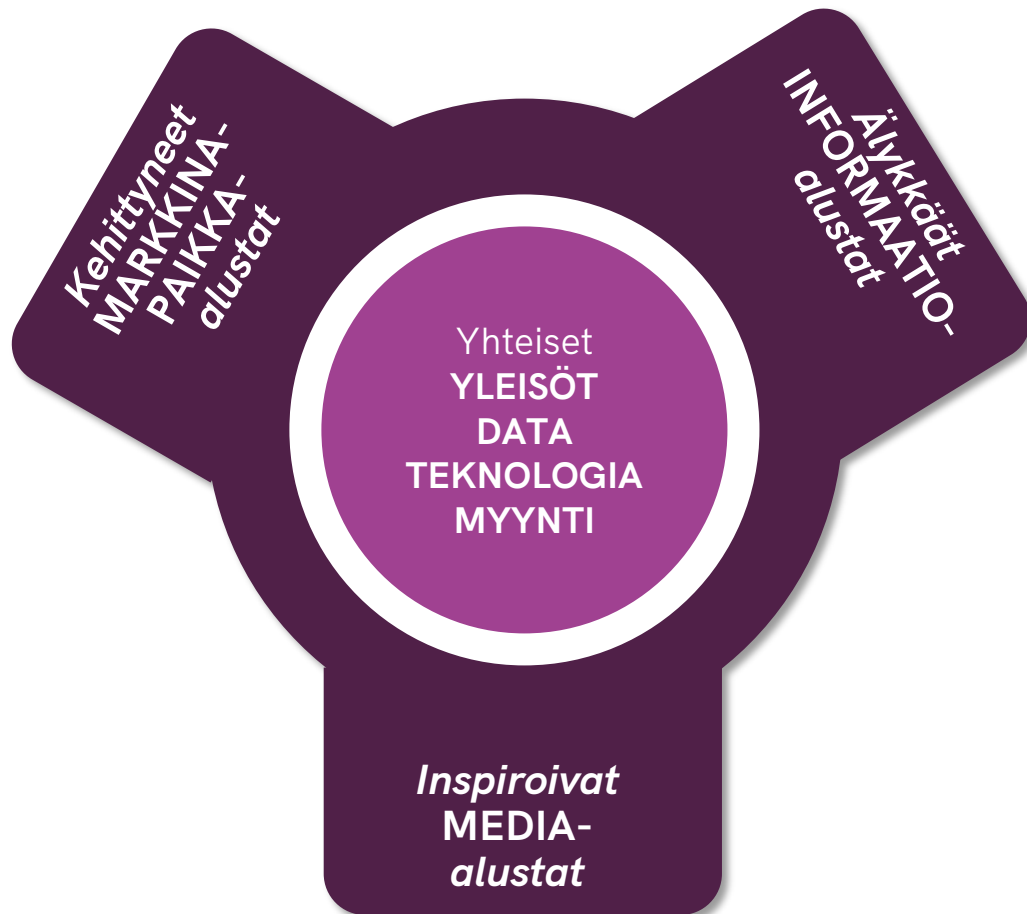 Kehittyneet
MARKKINA-
PAIKKA-
alustat
Älykkäät
INFORMAATIO-
alustat
Yhteiset
YLEISÖT
DATA
TEKNOLOGIA
MYYNTI
Inspiroivat
MEDIA-
alustat